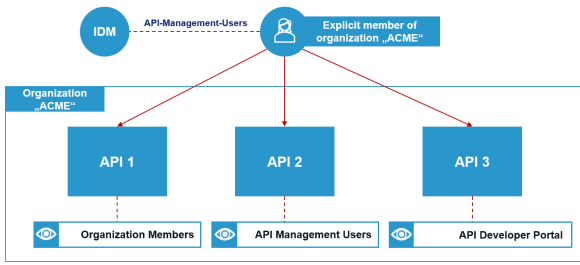 IDM
API-Management-Users
Explicit member of
organization „ACME“
Organization
„ACME“
API 1
API 2
API 3
Organization Members
API Management Users
API Developer Portal